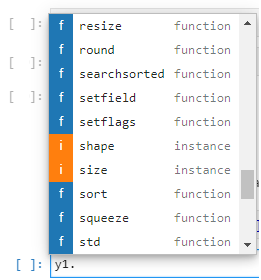 [ ]:
f resize function
[ ]:
f round function
f searchsorted function
[ ]:
f setfield function
f setflags function
i shape instance
i size instance
f sort function
f squeeze function
f std function
[ ]: y1.